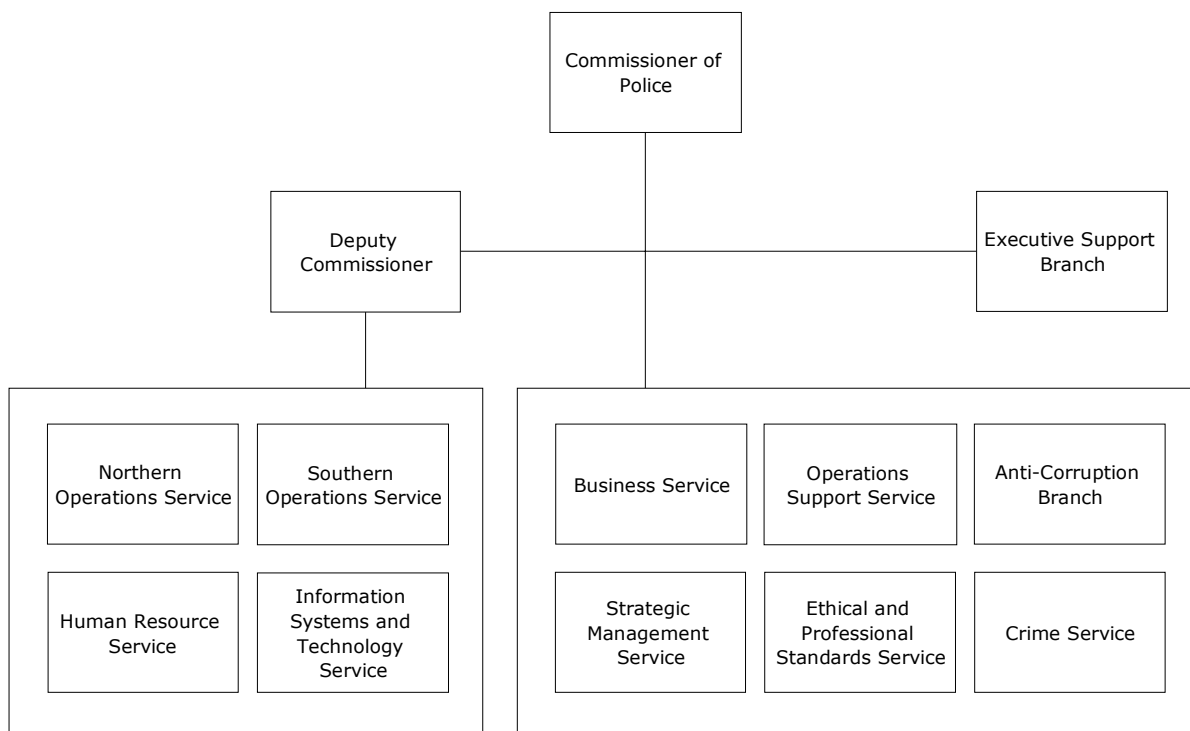 Commissioner of
Police
Deputy
Commissioner
Executive Support
Branch
Northern
Operations Service
Southern
Operations Service
Business Service
Operations
Support Service
Anti-Corruption
Branch
Human Resource
Service
Information
Systems and
Technology
Service
Strategic
Management
Service
Ethical and
Professional
Standards Service
Crime Service